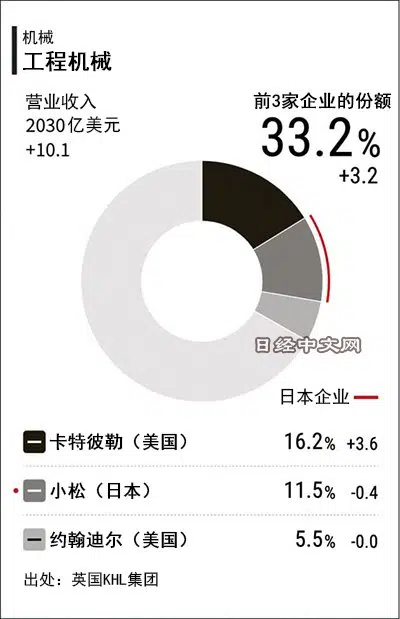 机械
工程机械
营业收入
2030亿美元
+10.1
前3家企业的份额
33.2%
+3.2
日经中文网
日本企业
卡特彼勒（美国） 16.2% +3.6
小松（日本） 11.5% -0.4
约翰迪尔（美国） 5.5% -0.0
出处：英国KHL集团